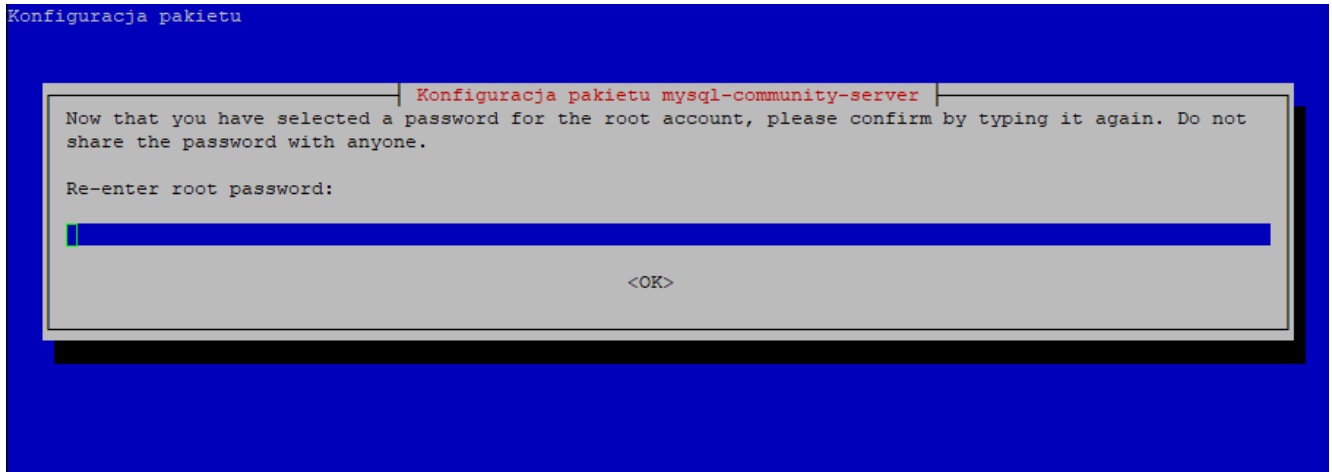 Konfiguracja pakietu
Konfiguracja pakietu mysql-community-server
Now that you have selected a password for the root account, please confirm by typing it again. Do not
share the password with anyone.
Re-enter root password:
<OK>